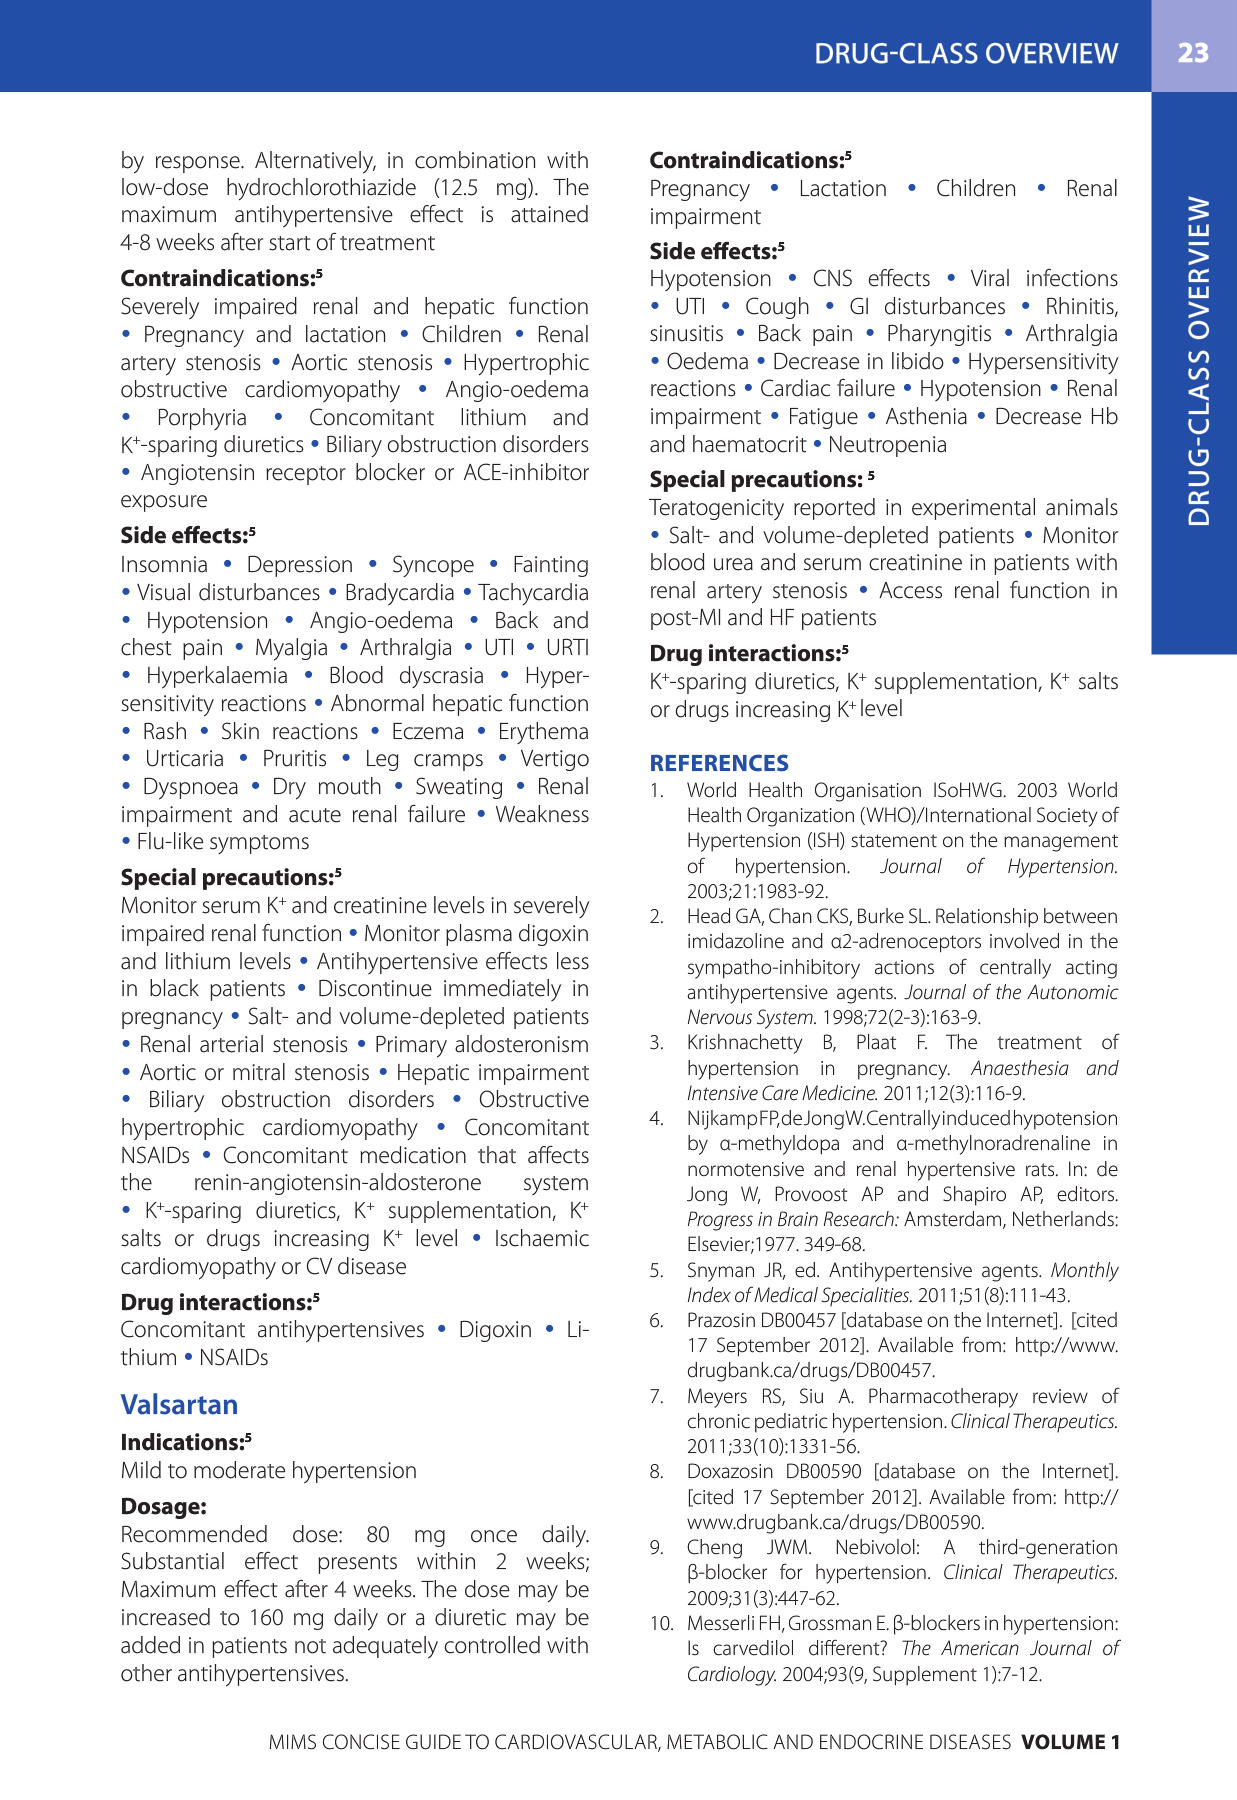 DRUG-CLASS OVERVIEW 23
DRUG-CLASS OVERVIEW
by response. Alternatively, in combination with
low-dose hydrochlorothiazide (12.5 mg). The
maximum antihypertensive effect is attained
4-8 weeks after start of treatment
Contraindications:⁵
Severely impaired renal and hepatic function
• Pregnancy and lactation • Children • Renal
artery stenosis • Aortic stenosis • Hypertrophic
obstructive cardiomyopathy • Angio-oedema
• Porphyria • Concomitant lithium and
K⁺-sparing diuretics • Biliary obstruction disorders
• Angiotensin receptor blocker or ACE-inhibitor
exposure
Side effects:⁵
Insomnia • Depression • Syncope • Fainting
• Visual disturbances • Bradycardia • Tachycardia
• Hypotension • Angio-oedema • Back and
chest pain • Myalgia • Arthralgia • UTI • URTI
• Hyperkalaemia • Blood dyscrasia • Hyper-
sensitivity reactions • Abnormal hepatic function
• Rash • Skin reactions • Eczema • Erythema
• Urticaria • Pruritis • Leg cramps • Vertigo
• Dyspnoea • Dry mouth • Sweating • Renal
impairment and acute renal failure • Weakness
• Flu-like symptoms
Special precautions:⁵
Monitor serum K⁺ and creatinine levels in severely
impaired renal function • Monitor plasma digoxin
and lithium levels • Antihypertensive effects less
in black patients • Discontinue immediately in
pregnancy • Salt- and volume-depleted patients
• Renal arterial stenosis • Primary aldosteronism
• Aortic or mitral stenosis • Hepatic impairment
• Biliary obstruction disorders • Obstructive
hypertrophic cardiomyopathy • Concomitant
NSAIDs • Concomitant medication that affects
the renin-angiotensin-aldosterone system
• K⁺-sparing diuretics, K⁺ supplementation, K⁺
salts or drugs increasing K⁺ level • Ischaemic
cardiomyopathy or CV disease
Drug interactions:⁵
Concomitant antihypertensives • Digoxin • Li-
thium • NSAIDs
Valsartan
Indications:⁵
Mild to moderate hypertension
Dosage:
Recommended dose: 80 mg once daily.
Substantial effect presents within 2 weeks;
Maximum effect after 4 weeks. The dose may be
increased to 160 mg daily or a diuretic may be
added in patients not adequately controlled with
other antihypertensives.
Contraindications:⁵
Pregnancy • Lactation • Children • Renal
impairment
Side effects:⁵
Hypotension • CNS effects • Viral infections
• UTI • Cough • GI disturbances • Rhinitis,
sinusitis • Back pain • Pharyngitis • Arthralgia
• Oedema • Decrease in libido • Hypersensitivity
reactions • Cardiac failure • Hypotension • Renal
impairment • Fatigue • Asthenia • Decrease Hb
and haematocrit • Neutropenia
Special precautions: ⁵
Teratogenicity reported in experimental animals
• Salt- and volume-depleted patients • Monitor
blood urea and serum creatinine in patients with
renal artery stenosis • Access renal function in
post-MI and HF patients
Drug interactions:⁵
K⁺-sparing diuretics, K⁺ supplementation, K⁺ salts
or drugs increasing K⁺ level
REFERENCES
1. World Health Organisation ISoHWG. 2003 World
Health Organization (WHO)/International Society of
Hypertension (ISH) statement on the management
of hypertension. Journal of Hypertension.
2003;21:1983-92.
2. Head GA, Chan CKS, Burke SL. Relationship between
imidazoline and α2-adrenoceptors involved in the
sympatho-inhibitory actions of centrally acting
antihypertensive agents. Journal of the Autonomic
Nervous System. 1998;72(2-3):163-9.
3. Krishnachetty B, Plaat F. The treatment of
hypertension in pregnancy. Anaesthesia and
Intensive Care Medicine. 2011;12(3):116-9.
4. Nijkamp FP, de Jong W. Centrally induced hypotension
by α-methyldopa and α-methylnoradrenaline in
normotensive and renal hypertensive rats. In: de
Jong W, Provoost AP and Shapiro AP, editors.
Progress in Brain Research: Amsterdam, Netherlands:
Elsevier;1977. 349-68.
5. Snyman JR, ed. Antihypertensive agents. Monthly
Index of Medical Specialities. 2011;51(8):111-43.
6. Prazosin DB00457 [database on the Internet]. [cited
17 September 2012]. Available from: http://www.
drugbank.ca/drugs/DB00457.
7. Meyers RS, Siu A. Pharmacotherapy review of
chronic pediatric hypertension. Clinical Therapeutics.
2011;33(10):1331-56.
8. Doxazosin DB00590 [database on the Internet].
[cited 17 September 2012]. Available from: http://
www.drugbank.ca/drugs/DB00590.
9. Cheng JWM. Nebivolol: A third-generation
β-blocker for hypertension. Clinical Therapeutics.
2009;31(3):447-62.
10. Messerli FH, Grossman E. β-blockers in hypertension:
Is carvedilol different? The American Journal of
Cardiology. 2004;93(9, Supplement 1):7-12.
MIMS CONCISE GUIDE TO CARDIOVASCULAR, METABOLIC AND ENDOCRINE DISEASES VOLUME 1